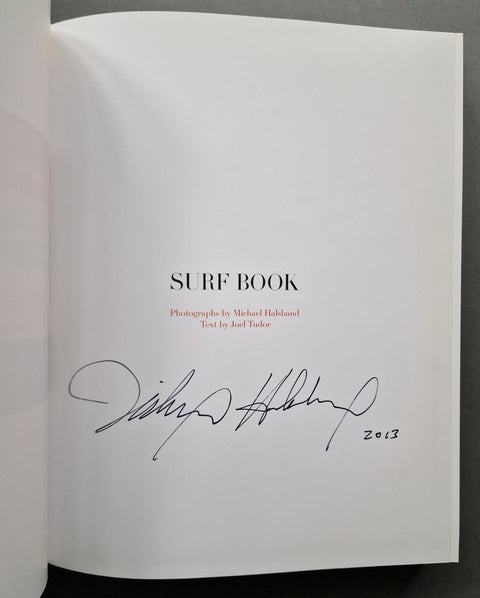 SURF BOOK
Photographs by Michael Halsband
Text by Joel Tudor
2013